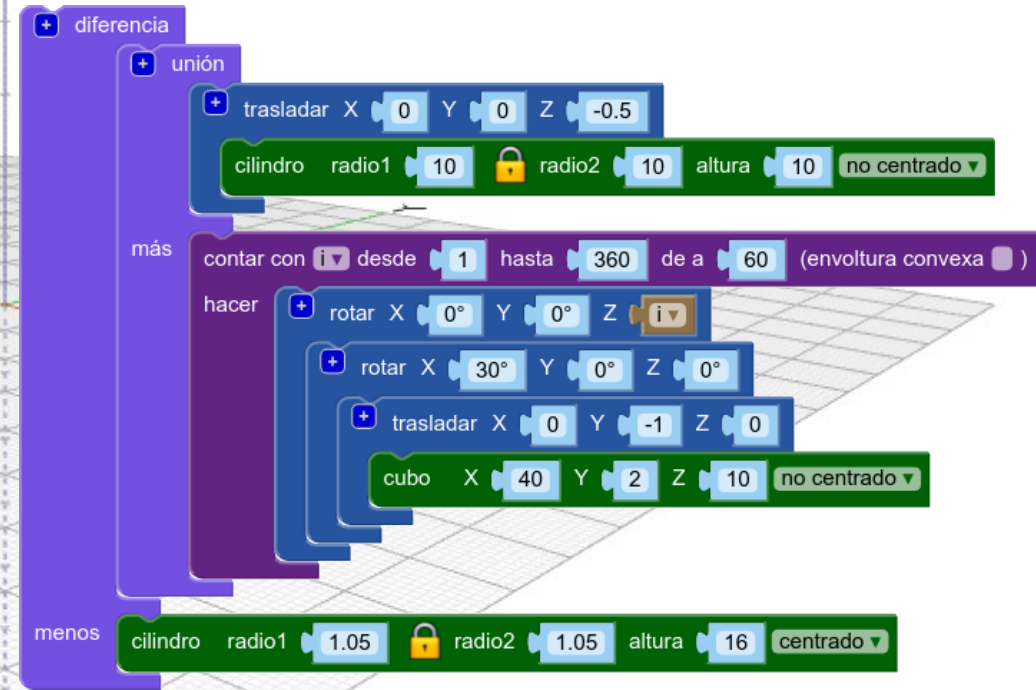 + diferencia
+ unión
+ trasladar X 0 Y 0 Z -0.5
cilindro radio1 10 radio2 10 altura 10 no centrado ▾
más
contar con i ▾ desde 1 hasta 360 de a 60 (envoltura convexa )
hacer
+ rotar X 0° Y 0° Z i ▾
+ rotar X 30° Y 0° Z 0°
+ trasladar X 0 Y -1 Z 0
cubo X 40 Y 2 Z 10 no centrado ▾
menos
cilindro radio1 1.05 radio2 1.05 altura 16 centrado ▾